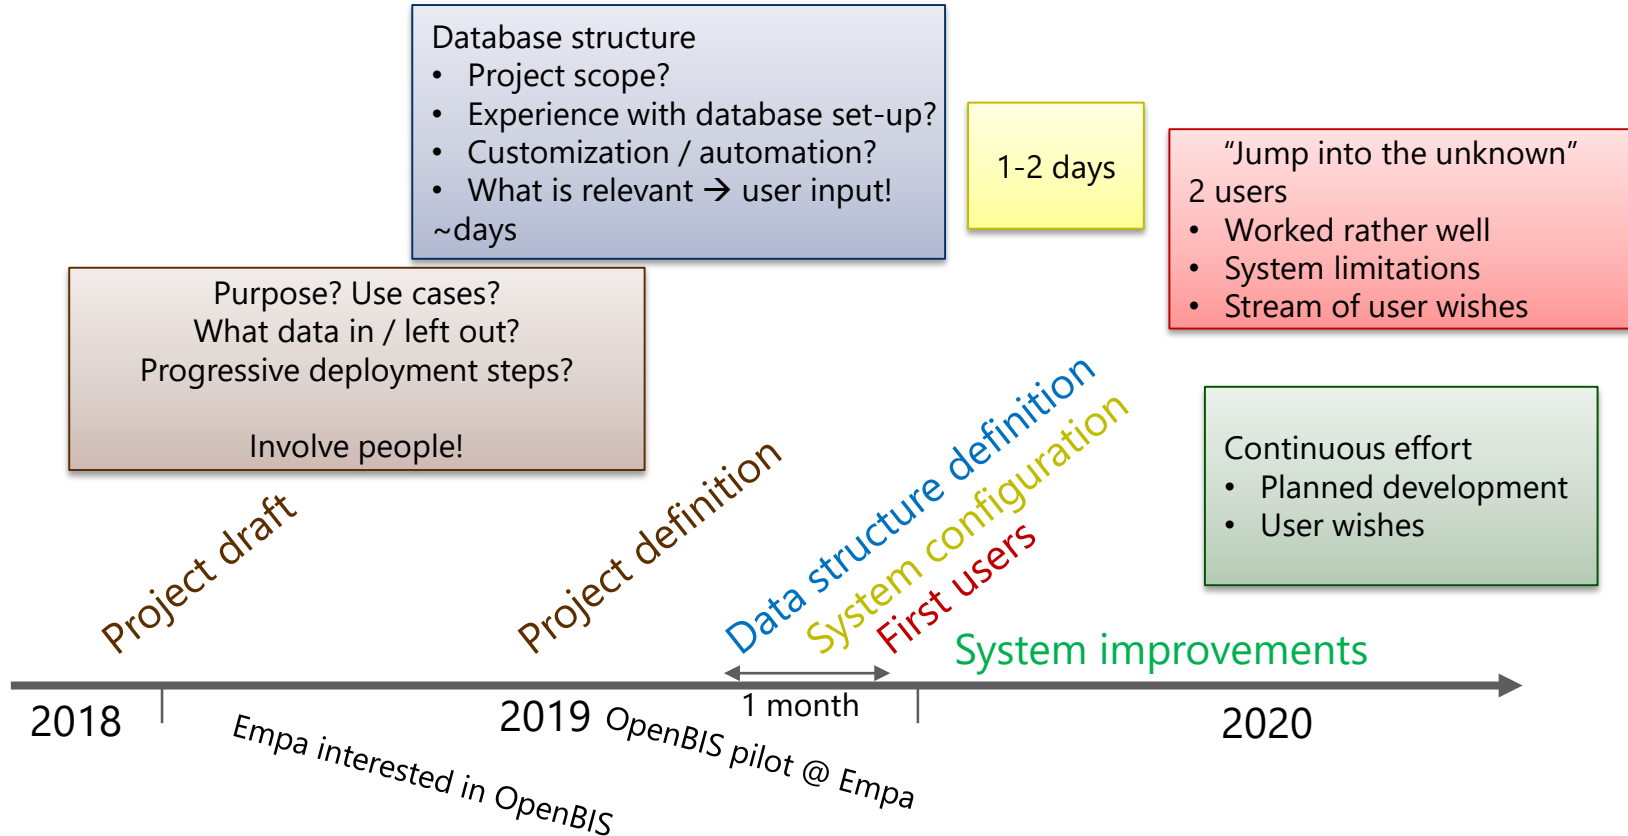 Database structure
• Project scope?
• Experience with database set-up?
• Customization / automation?
• What is relevant → user input!
~days
1-2 days
“Jump into the unknown”
2 users
• Worked rather well
• System limitations
• Stream of user wishes
Purpose? Use cases?
What data in / left out?
Progressive deployment steps?
Involve people!
Continuous effort
• Planned development
• User wishes
Project draft
Project definition
Data structure definition
System configuration
First users
System improvements
1 month
2018
2019
2020
Empa interested in OpenBIS
OpenBIS pilot @ Empa